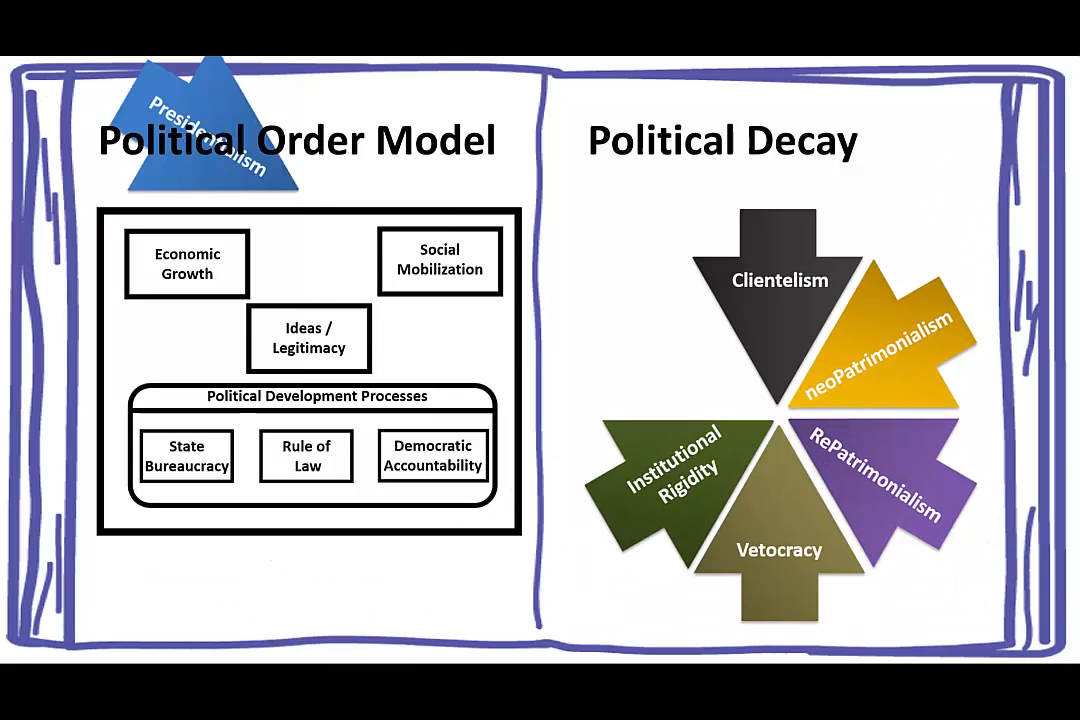 Presidentialism
Political Order Model
Economic
Growth
Social
Mobilization
Ideas /
Legitimacy
Political Development Processes
State
Bureaucracy
Rule of
Law
Democratic
Accountability
Political Decay
Clientelism
neoPatrimonialism
RePatrimonialism
Vetocracy
Institutional
Rigidity